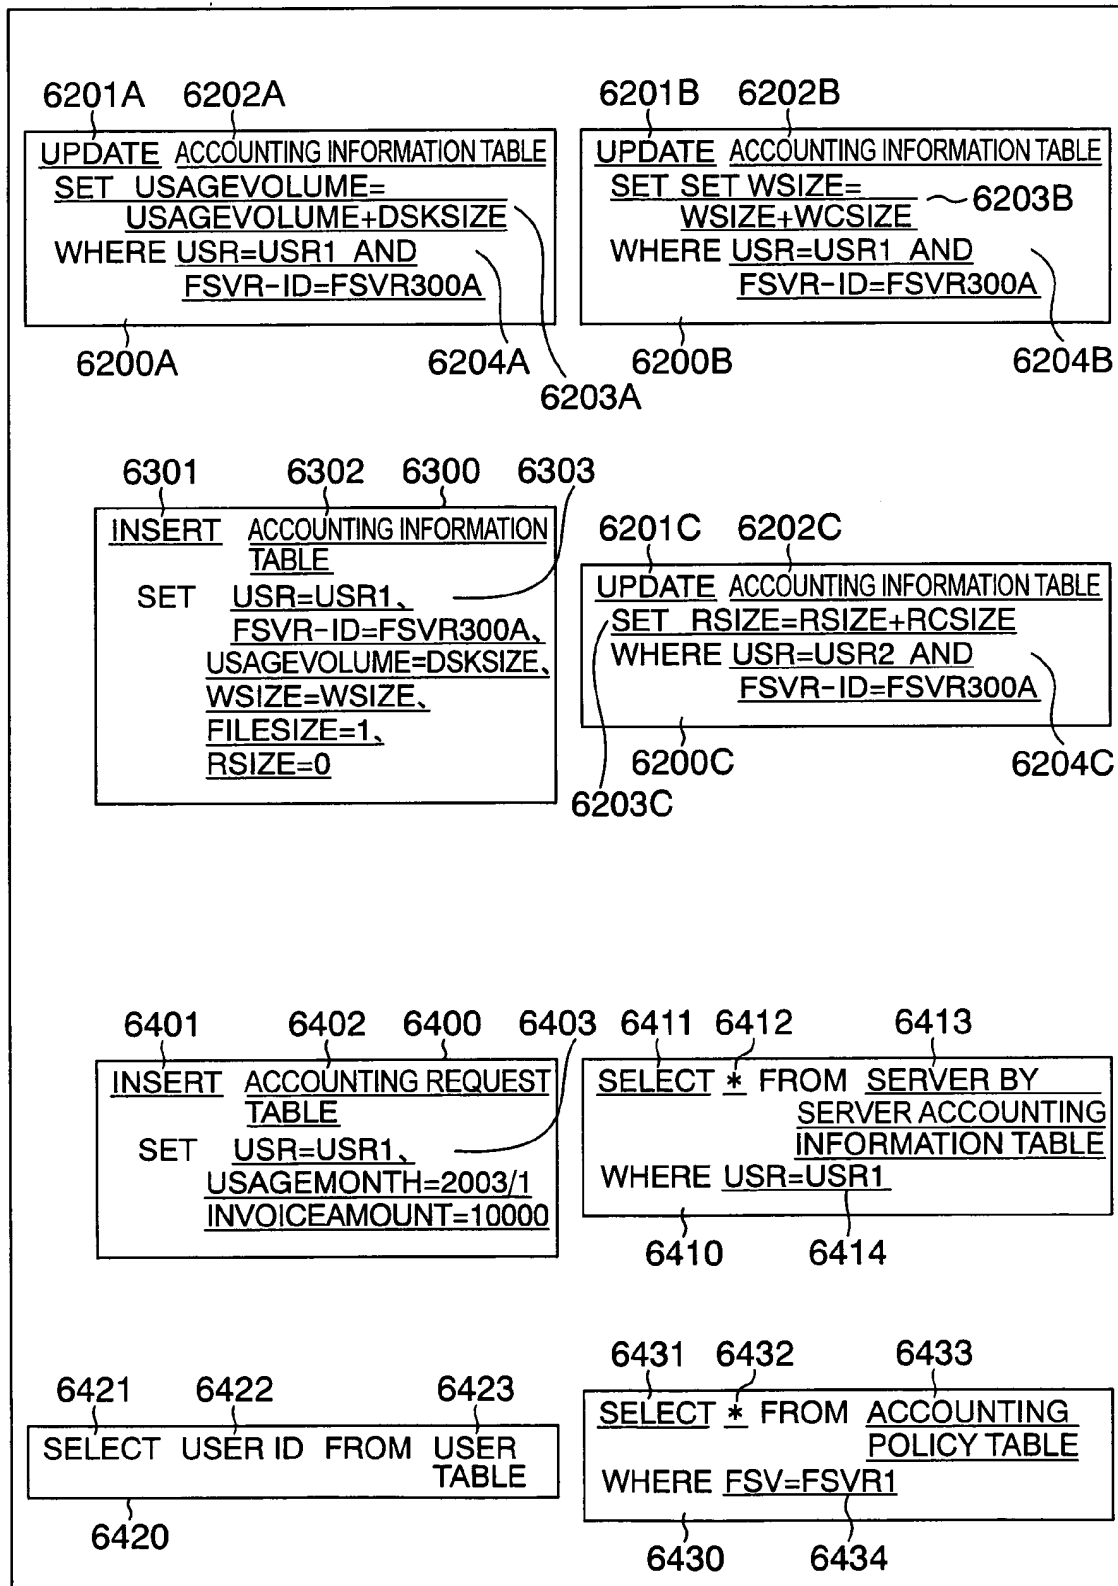 6201A 6202A
UPDATE ACCOUNTING INFORMATION TABLE
SET USAGEVOLUME=
USAGEVOLUME+DSKSIZE
WHERE USR=USR1 AND
FSVR-ID=FSVR300A
6200A 6204A
6203A
6201B 6202B
UPDATE ACCOUNTING INFORMATION TABLE
SET SET WSIZE=
WSIZE+WCSIZE
6203B
WHERE USR=USR1 AND
FSVR-ID=FSVR300A
6200B 6204B
6301 6302 6300 6303
INSERT ACCOUNTING INFORMATION
TABLE
SET USR=USR1、
FSVR-ID=FSVR300A、
USAGEVOLUME=DSKSIZE、
WSIZE=WSIZE、
FILESIZE=1、
RSIZE=0
6201C 6202C
UPDATE ACCOUNTING INFORMATION TABLE
SET RSIZE=RSIZE+RCSIZE
WHERE USR=USR2 AND
FSVR-ID=FSVR300A
6200C 6204C
6203C
6401 6402 6400 6403
INSERT ACCOUNTING REQUEST
TABLE
SET USR=USR1、
USAGEMONTH=2003/1
INVOICEAMOUNT=10000
6411 6412 6413
SELECT * FROM SERVER BY
SERVER ACCOUNTING
INFORMATION TABLE
WHERE USR=USR1
6410 6414
6421 6422 6423
SELECT USER ID FROM USER
TABLE
6420
6431 6432 6433
SELECT * FROM ACCOUNTING
POLICY TABLE
WHERE FSV=FSVR1
6430 6434